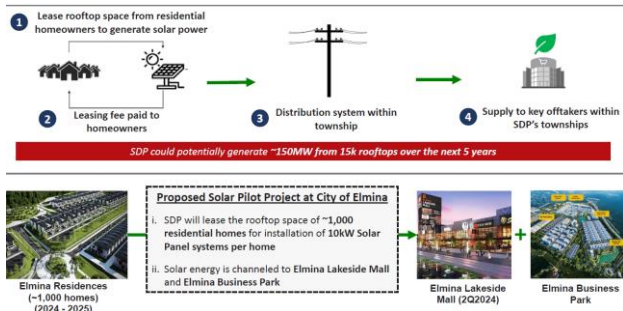 1
Lease rooftop space from residential
homeowners to generate solar power
2
Leasing fee paid to
homeowners
3
Distribution system within
township
4
Supply to key offtakers within
SDP's townships
SDP could potentially generate ~150MW from 15k rooftops over the next 5 years
Proposed Solar Pilot Project at City of Elmina
i. SDP will lease the rooftop space of ~1,000
residential homes for installation of 10kW Solar
Panel systems per home
ii. Solar energy is channeled to Elmina Lakeside Mall
and Elmina Business Park
Elmina Residences
(~1,000 homes)
(2024 - 2025)
Elmina Lakeside
Mall (2Q2024)
+
Elmina Business
Park